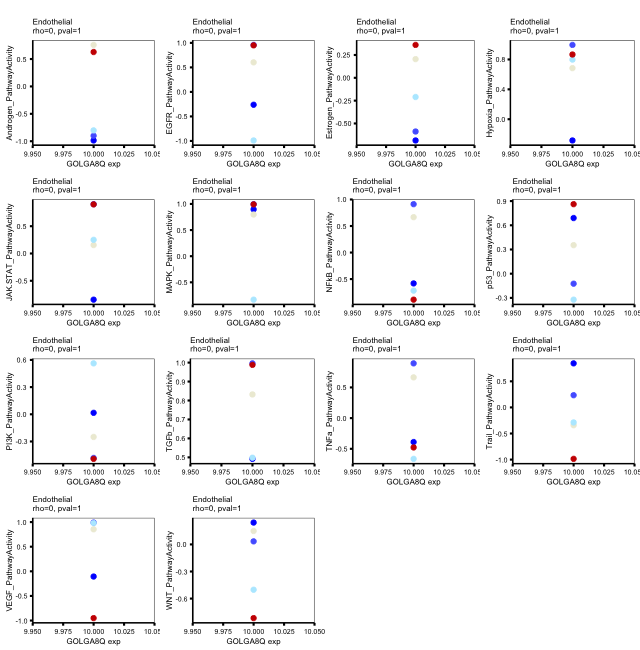 Endothelial
rho=0, pval=1
Androgen_PathwayActivity
0.5
0.0
-0.5
-1.0
9.950 9.975 10.000 10.025 10.05
GOLGA8Q exp
Endothelial
rho=0, pval=1
EGFR_PathwayActivity
1.0
0.5
0.0
-0.5
-1.0
9.950 9.975 10.000 10.025 10.05
GOLGA8Q exp
Endothelial
rho=0, pval=1
Estrogen_PathwayActivity
0.25
0.00
-0.25
-0.50
9.950 9.975 10.000 10.025 10.05
GOLGA8Q exp
Endothelial
rho=0, pval=1
Hypoxia_PathwayActivity
1.0
0.5
0.0
9.950 9.975 10.000 10.025 10.05
GOLGA8Q exp
Endothelial
rho=0, pval=1
JAK.STAT_PathwayActivity
0.5
0.0
-0.5
9.950 9.975 10.000 10.025 10.05
GOLGA8Q exp
Endothelial
rho=0, pval=1
MAPK_PathwayActivity
1.0
0.5
0.0
-0.5
9.950 9.975 10.000 10.025 10.05
GOLGA8Q exp
Endothelial
rho=0, pval=1
NFkB_PathwayActivity
1.0
0.5
0.0
-0.5
9.950 9.975 10.000 10.025 10.05
GOLGA8Q exp
Endothelial
rho=0, pval=1
p53_PathwayActivity
0.9
0.6
0.3
0.0
-0.3
9.950 9.975 10.000 10.025 10.05
GOLGA8Q exp
Endothelial
rho=0, pval=1
PI3K_PathwayActivity
0.6
0.3
0.0
-0.3
9.950 9.975 10.000 10.025 10.05
GOLGA8Q exp
Endothelial
rho=0, pval=1
TGFb_PathwayActivity
1.0
0.9
0.8
0.7
0.6
0.5
9.950 9.975 10.000 10.025 10.05
GOLGA8Q exp
Endothelial
rho=0, pval=1
TNFa_PathwayActivity
0.5
0.0
-0.5
9.950 9.975 10.000 10.025 10.05
GOLGA8Q exp
Endothelial
rho=0, pval=1
Trail_PathwayActivity
0.5
0.0
-0.5
-1.0
9.950 9.975 10.000 10.025 10.05
GOLGA8Q exp
Endothelial
rho=0, pval=1
VEGF_PathwayActivity
1.0
0.5
0.0
-0.5
-1.0
9.950 9.975 10.000 10.025 10.05
GOLGA8Q exp
Endothelial
rho=0, pval=1
WNT_PathwayActivity
0.0
-0.3
-0.6
9.950 9.975 10.000 10.025 10.050
GOLGA8Q exp